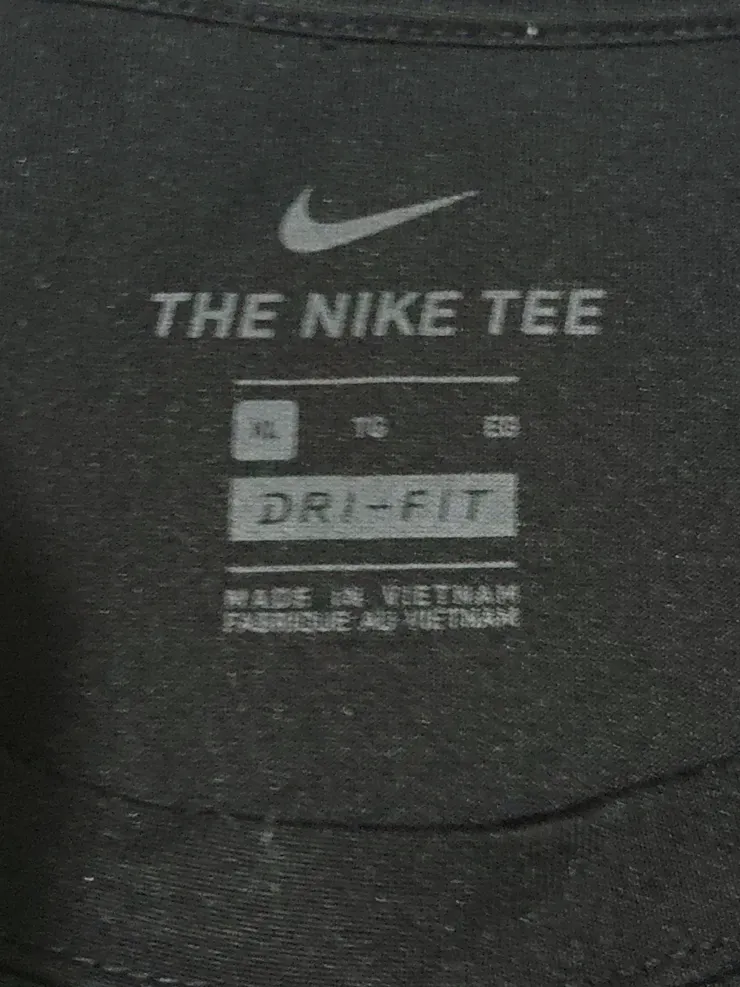 THE NIKE TEE
XL TG EG
DRI-FIT
MADE IN VIETNAM
FABRIQUE AU VIETNAM